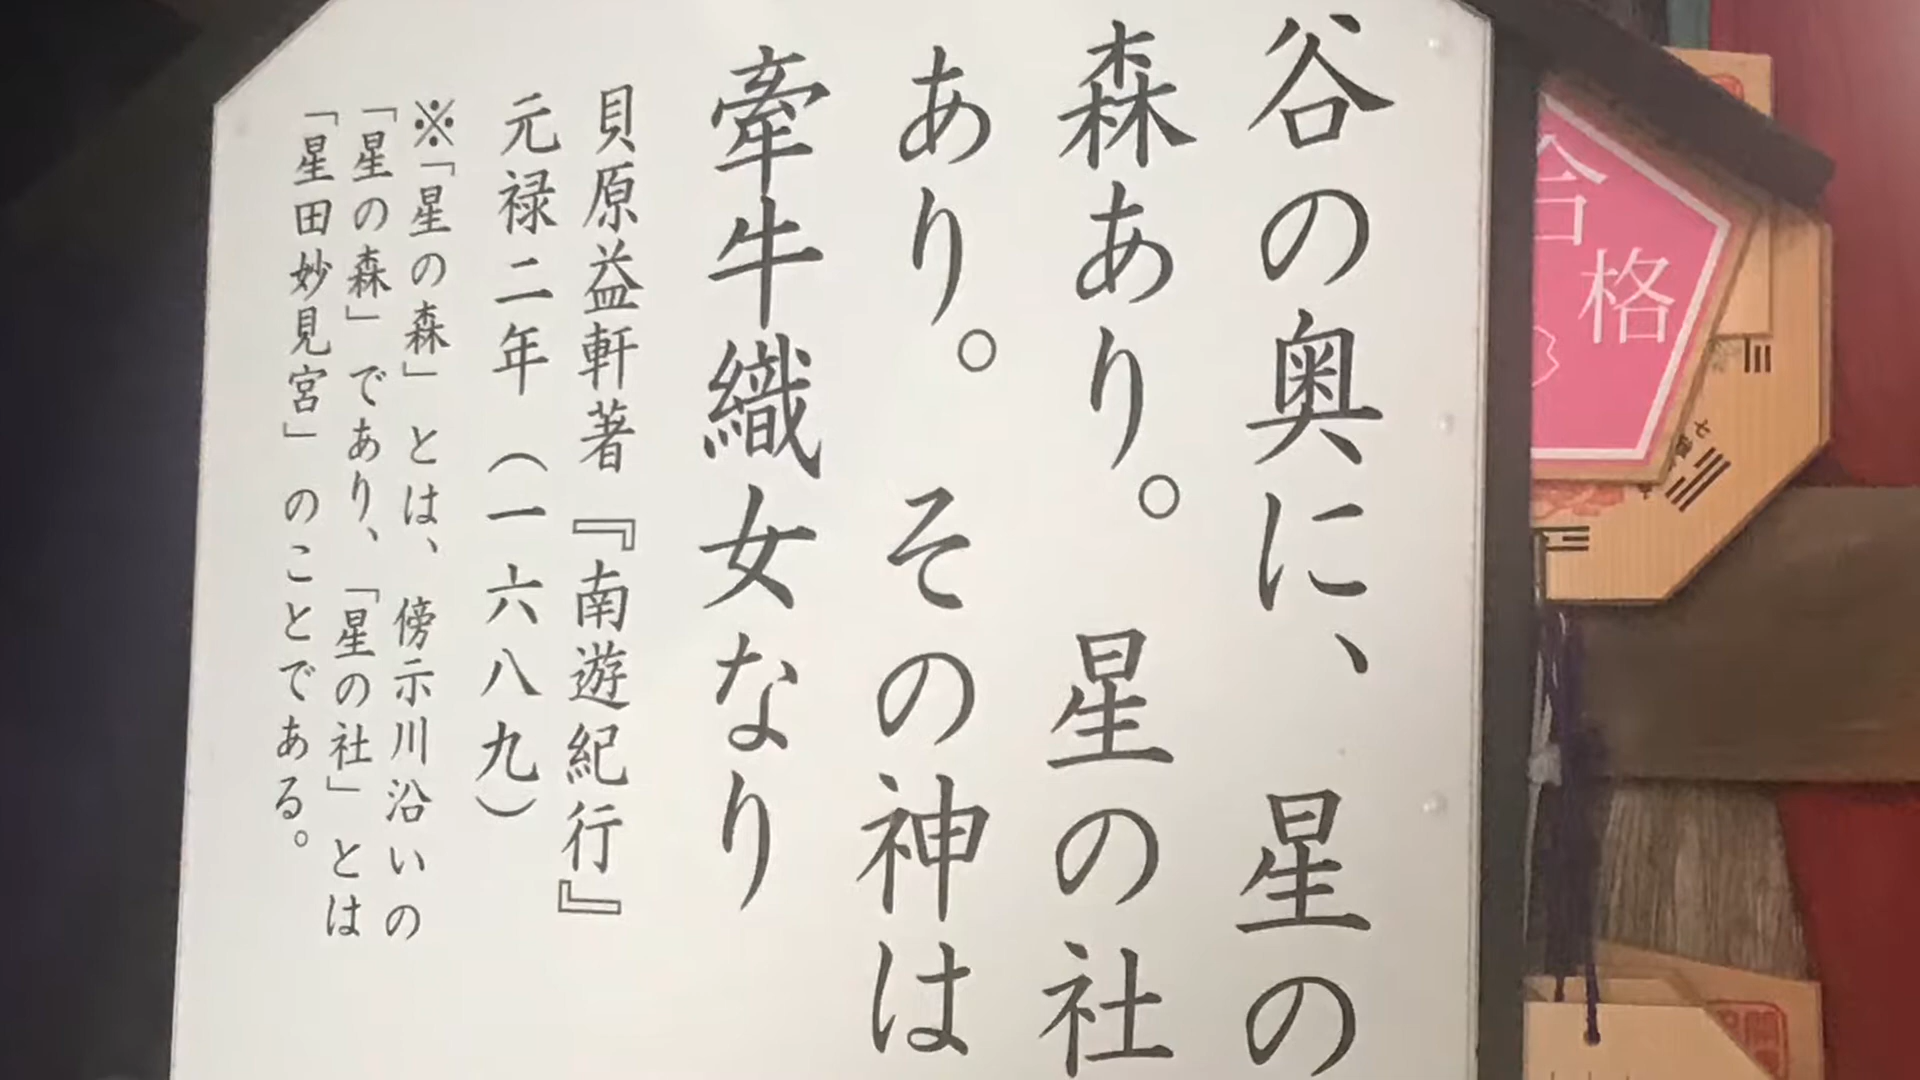 谷の奥に、星の
森あり。星の社
あり。その神は
牽牛織女なり
貝原益軒著『南遊紀行』
元禄二年(一六八九)
※「星の森」とは、傍示川沿いの
「星の森」であり、「星の社」とは
「星田妙見宮」のことである。
合格